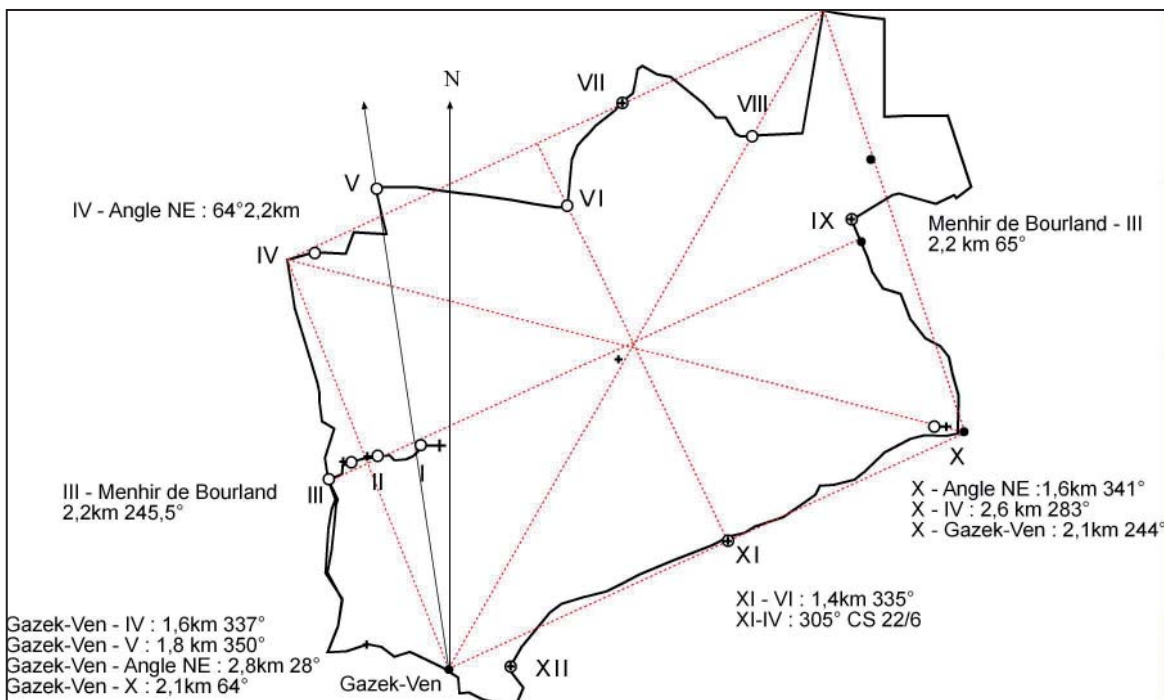 N
VII
VIII
V
VI
IV - Angle NE : 64°2,2km
IX
Menhir de Bourland - III
2,2 km 65°
IV
I
II
III
III - Menhir de Bourland
2,2km 245,5°
X
X - Angle NE :1,6km 341°
X - IV : 2,6 km 283°
X - Gazek-Ven : 2,1km 244°
XI
XI - VI : 1,4km 335°
XI-IV : 305° CS 22/6
Gazek-Ven - IV : 1,6km 337°
Gazek-Ven - V : 1,8 km 350°
Gazek-Ven - Angle NE : 2,8km 28°
Gazek-Ven - X : 2,1km 64°
Gazek-Ven
XII